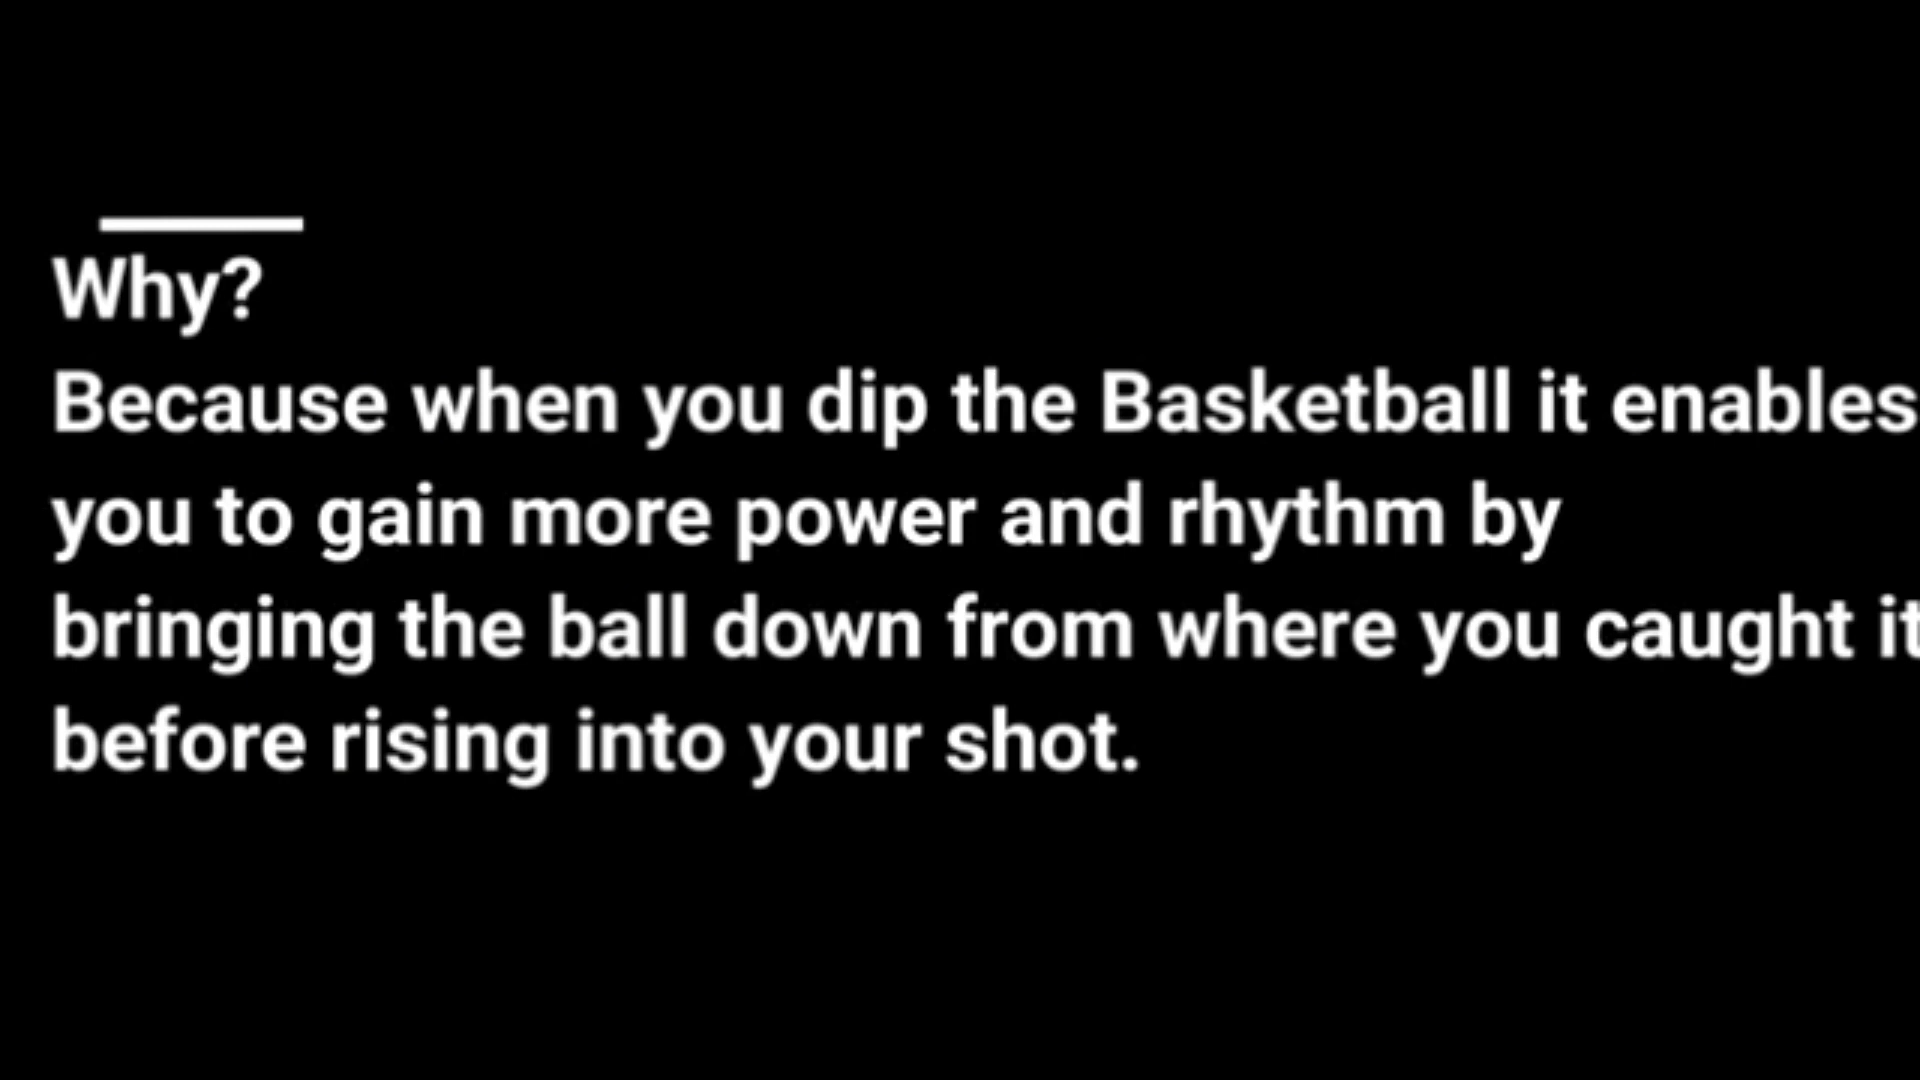 Why?
Because when you dip the Basketball it enables
you to gain more power and rhythm by
bringing the ball down from where you caught it
before rising into your shot.